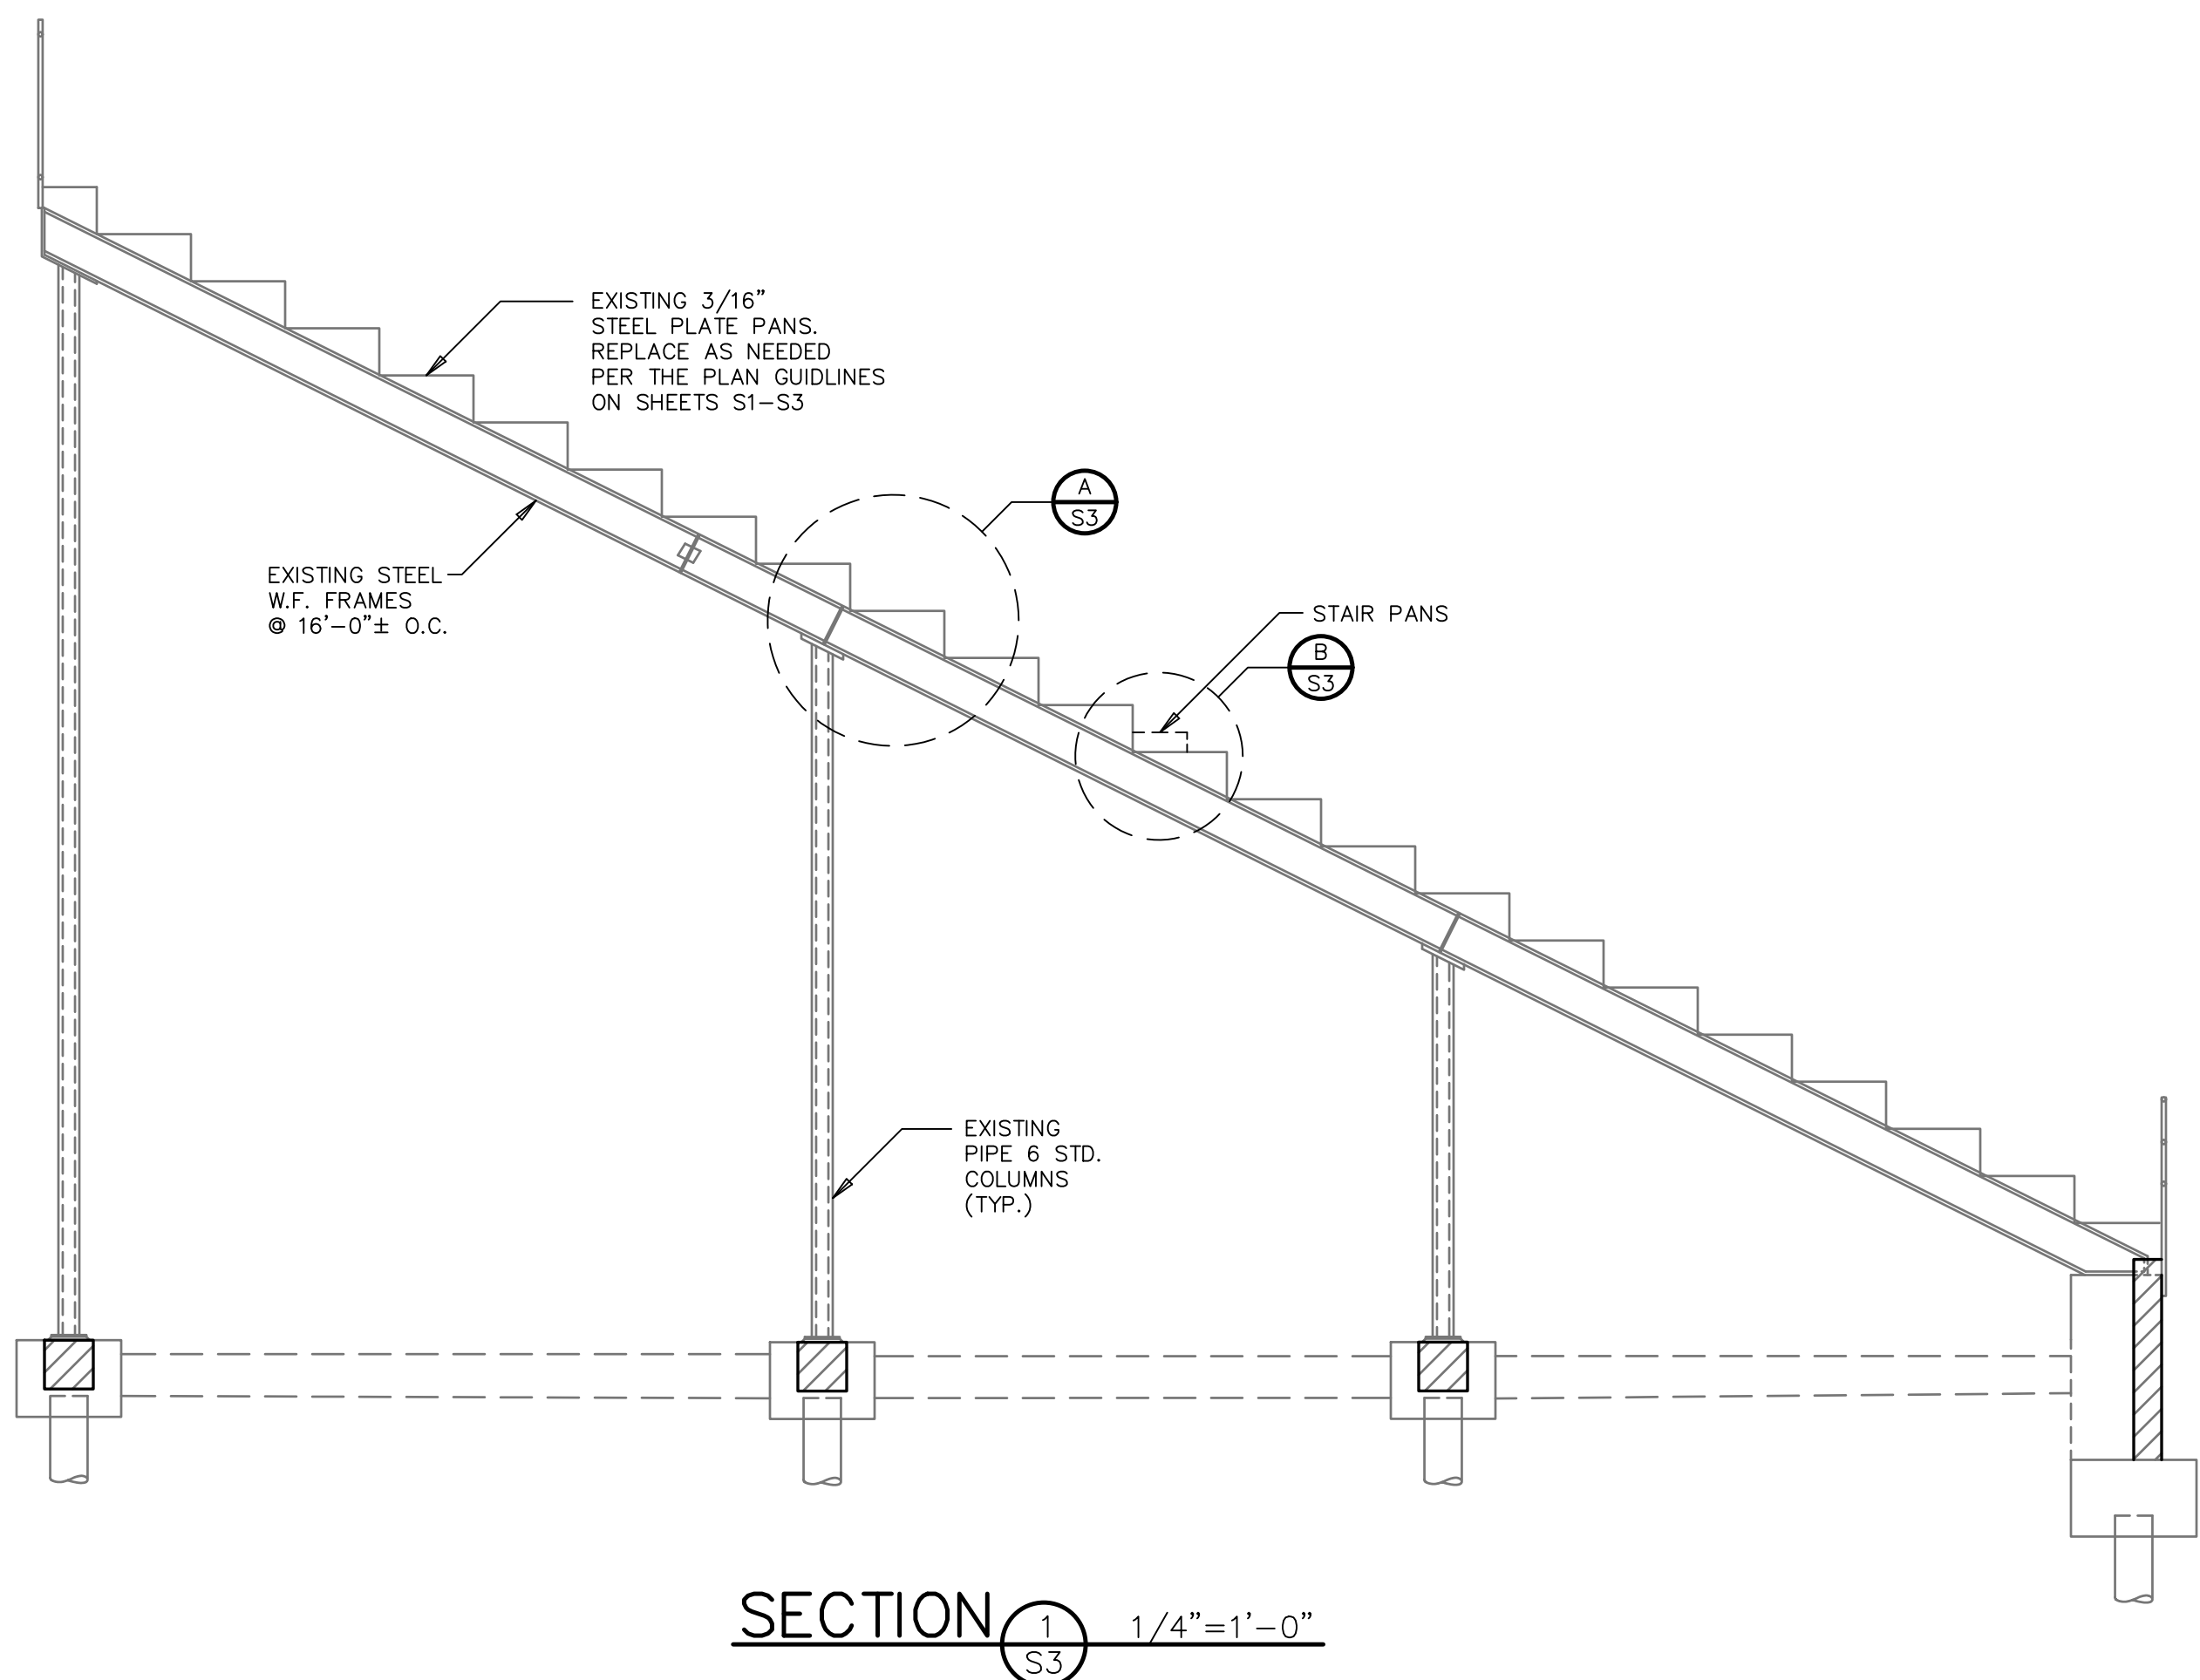 EXISTING 3/16"
STEEL PLATE PANS.
REPLACE AS NEEDED
PER THE PLAN GUIDLINES
ON SHEETS S1-S3
A
S3
EXISTING STEEL
W.F. FRAMES
@ 16'-0"± O.C.
STAIR PANS
B
S3
EXISTING
PIPE 6 STD.
COLUMNS
(TYP.)
SECTION 1 1/4"=1'-0"
S3